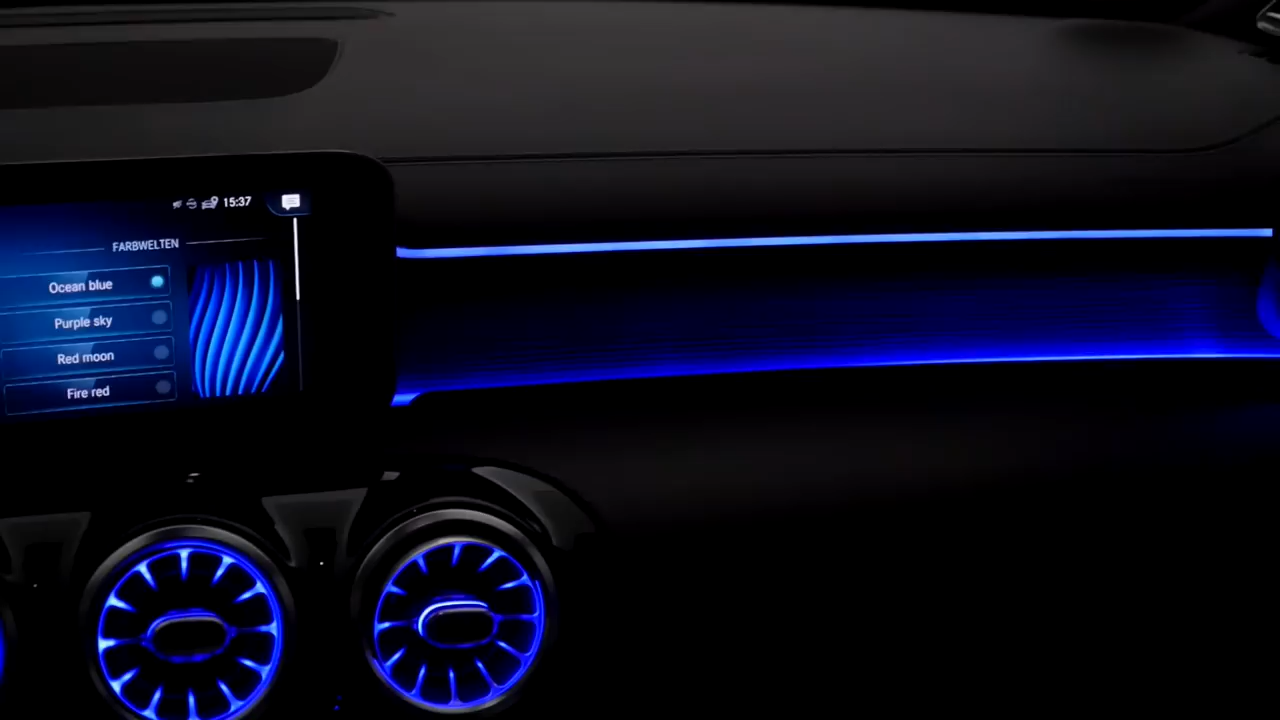 15:37
FARBWELTEN
Ocean blue
Purple sky
Red moon
Fire red